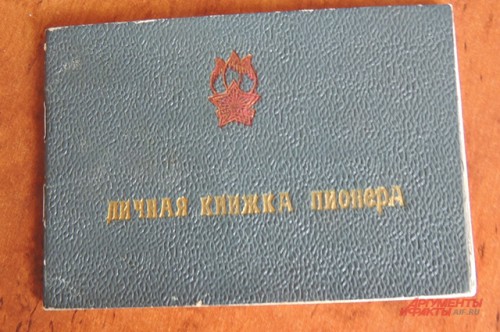 ЛИЧНАЯ КНИЖКА ПИОНЕРА
АРГУМЕНТЫ
И ФАКТЫ AIF.RU